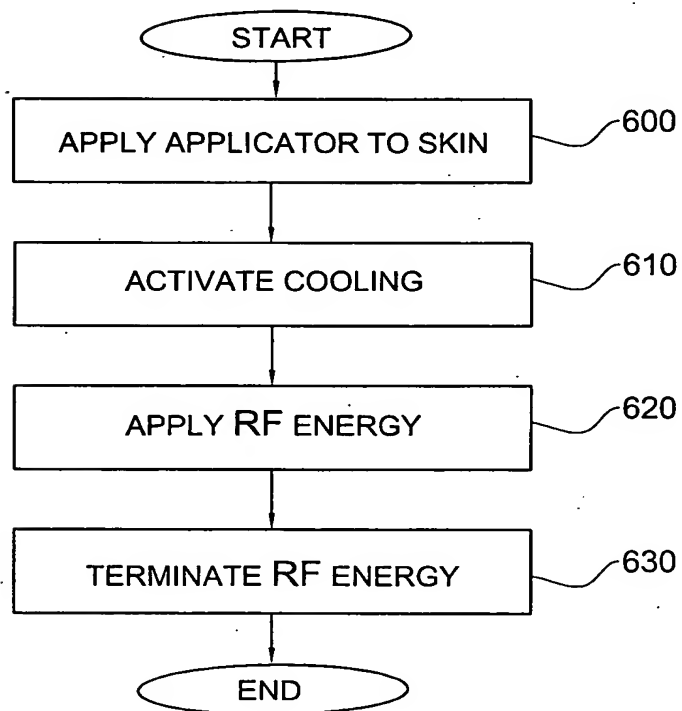 START
APPLY APPLICATOR TO SKIN
600
ACTIVATE COOLING
610
APPLY RF ENERGY
620
TERMINATE RF ENERGY
630
END